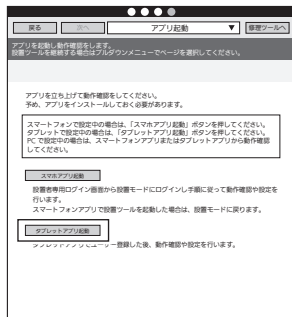 戻る 次へ アプリ起動 ▼ 修理ツールへ
アプリを起動し動作確認をします。
設置ツールを継続する場合はプルダウンメニューでページを選択してください。
アプリを立ち上げて動作確認をしてください。
予め、アプリをインストールしておく必要があります。
スマートフォンで設定中の場合は、「スマホアプリ起動」ボタンを押してください。
タブレットで設定中の場合は、「タブレットアプリ起動」ボタンを押してください。
PC で設定中の場合は、スマートフォンアプリまたはタブレットアプリから動作確認
してください。
スマホアプリ起動
設置者専用ログイン画面から設置モードにログインし手順に従って動作確認や設定を
行います。
スマートフォンアプリで設置ツールを起動した場合は、設置モードに戻ります。
タブレットアプリ起動
タブレットアプリでユーザー登録した後、動作確認や設定を行います。